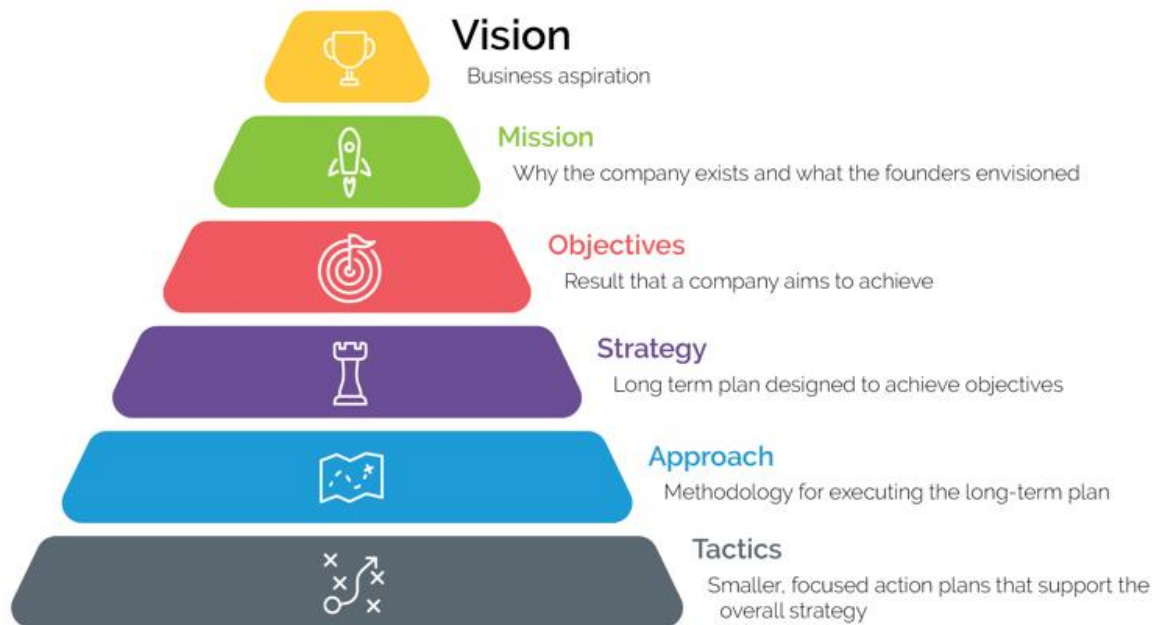 Vision
Business aspiration
Mission
Why the company exists and what the founders envisioned
Objectives
Result that a company aims to achieve
Strategy
Long term plan designed to achieve objectives
Approach
Methodology for executing the long-term plan
Tactics
Smaller, focused action plans that support the
overall strategy